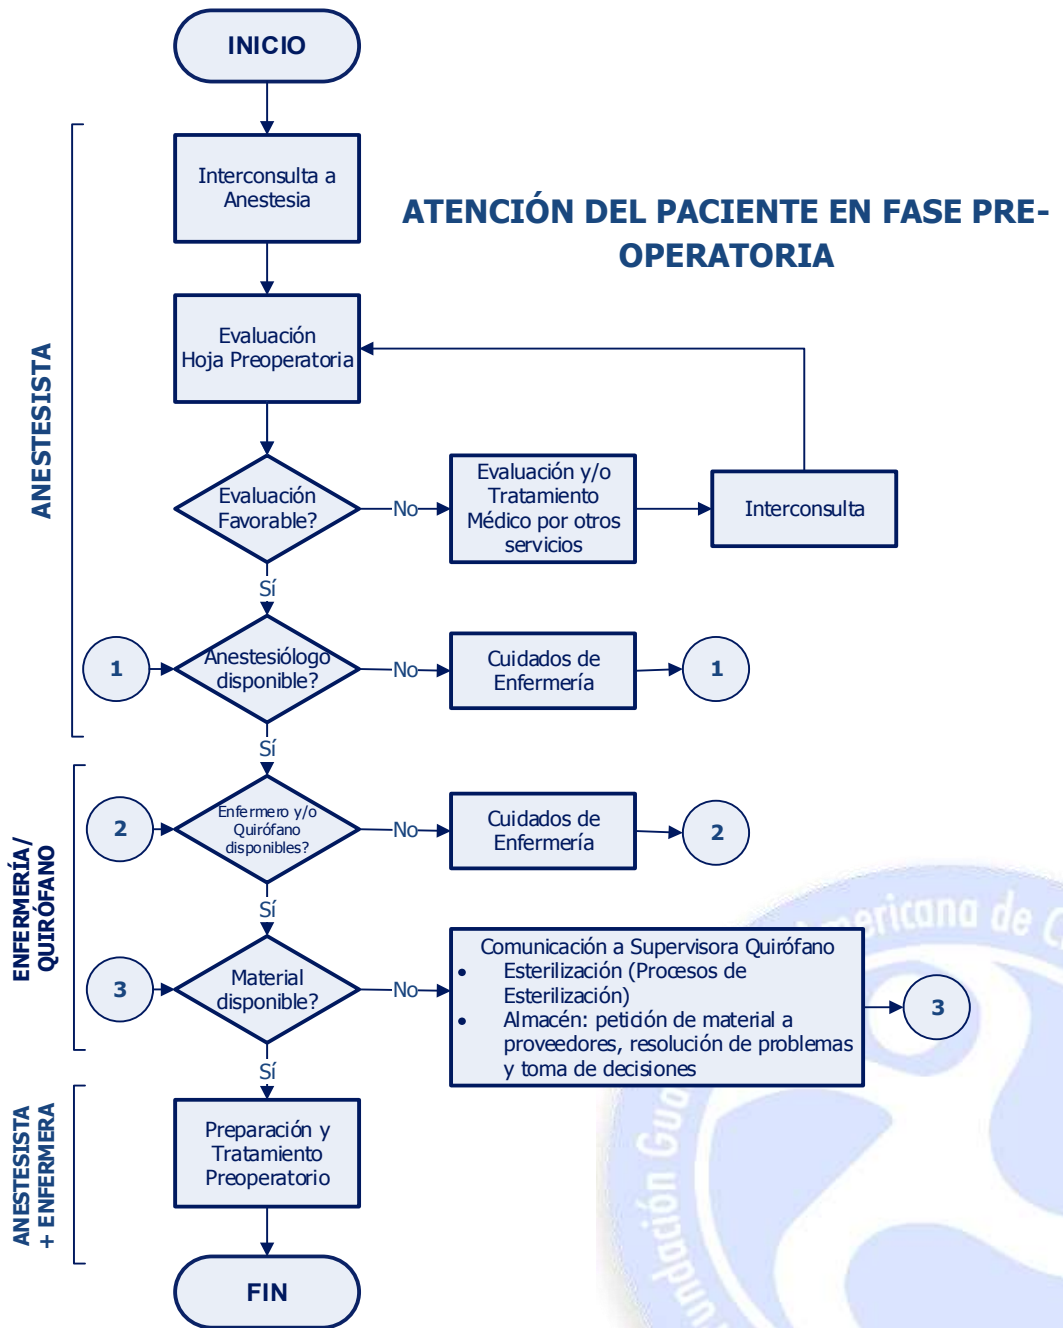 INICIO
Interconsulta a
Anestesia
ATENCIÓN DEL PACIENTE EN FASE PRE-
OPERATORIA
ANESTESISTA
Evaluación
Hoja Preoperatoria
Evaluación
Favorable?
No
Evaluación y/o
Tratamiento
Médico por otros
servicios
Interconsulta
Sí
1
Anestesiólogo
disponible?
No
Cuidados de
Enfermería
1
Sí
ENFERMERÍA/
QUIRÓFANO
2
Enfermero y/o
Quirófano
disponibles?
No
Cuidados de
Enfermería
2
Sí
3
Material
disponible?
No
Comunicación a Supervisora Quirófano
• Esterilización (Procesos de
Esterilización)
• Almacén: petición de material a
proveedores, resolución de problemas
y toma de decisiones
3
Sí
ANESTESISTA
+ ENFERMERA
Preparación y
Tratamiento
Preoperatorio
FIN